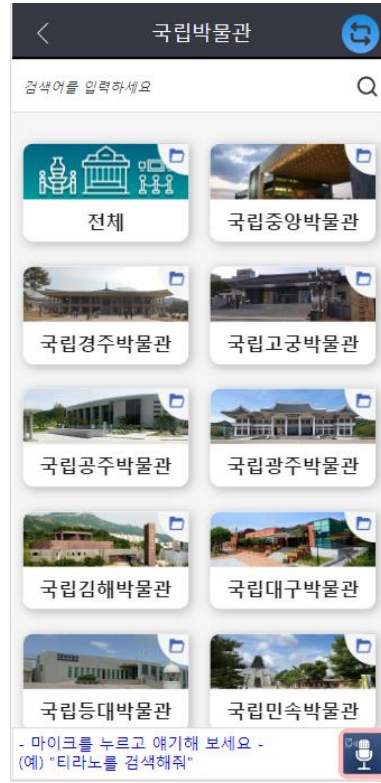 국립박물관
검색어를 입력하세요
전체
국립중앙박물관
국립경주박물관
국립고궁박물관
국립공주박물관
국립광주박물관
국립김해박물관
국립대구박물관
국립등대박물관
국립민속박물관
- 마이크를 누르고 얘기해 보세요 -
(예) "티라노를 검색해줘"